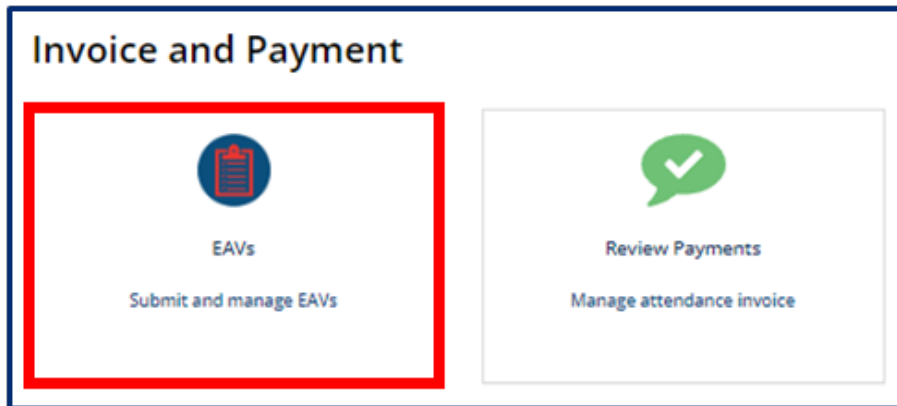 Invoice and Payment
EAVs
Submit and manage EAVs
Review Payments
Manage attendance invoice